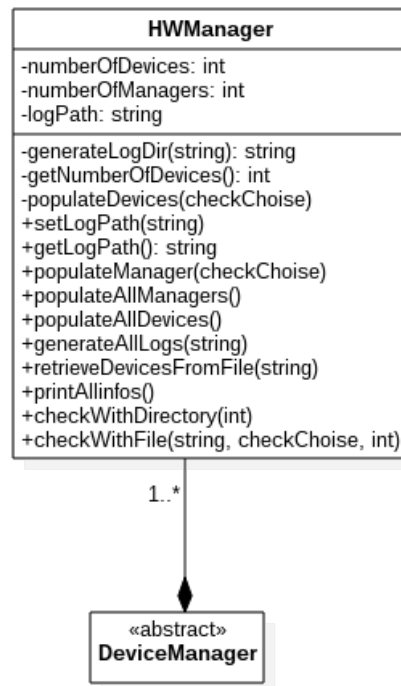 HWManager
-numberOfDevices: int
-numberOfManagers: int
-logPath: string
-generateLogDir(string): string
-getNumberOfDevices(): int
-populateDevices(checkChoise)
+setLogPath(string)
+getLogPath(): string
+populateManager(checkChoise)
+populateAllManagers()
+populateAllDevices()
+generateAllLogs(string)
+retrieveDevicesFromFile(string)
+printAllinfos()
+checkWithDirectory(int)
+checkWithFile(string, checkChoise, int)
1..*
«abstract»
DeviceManager